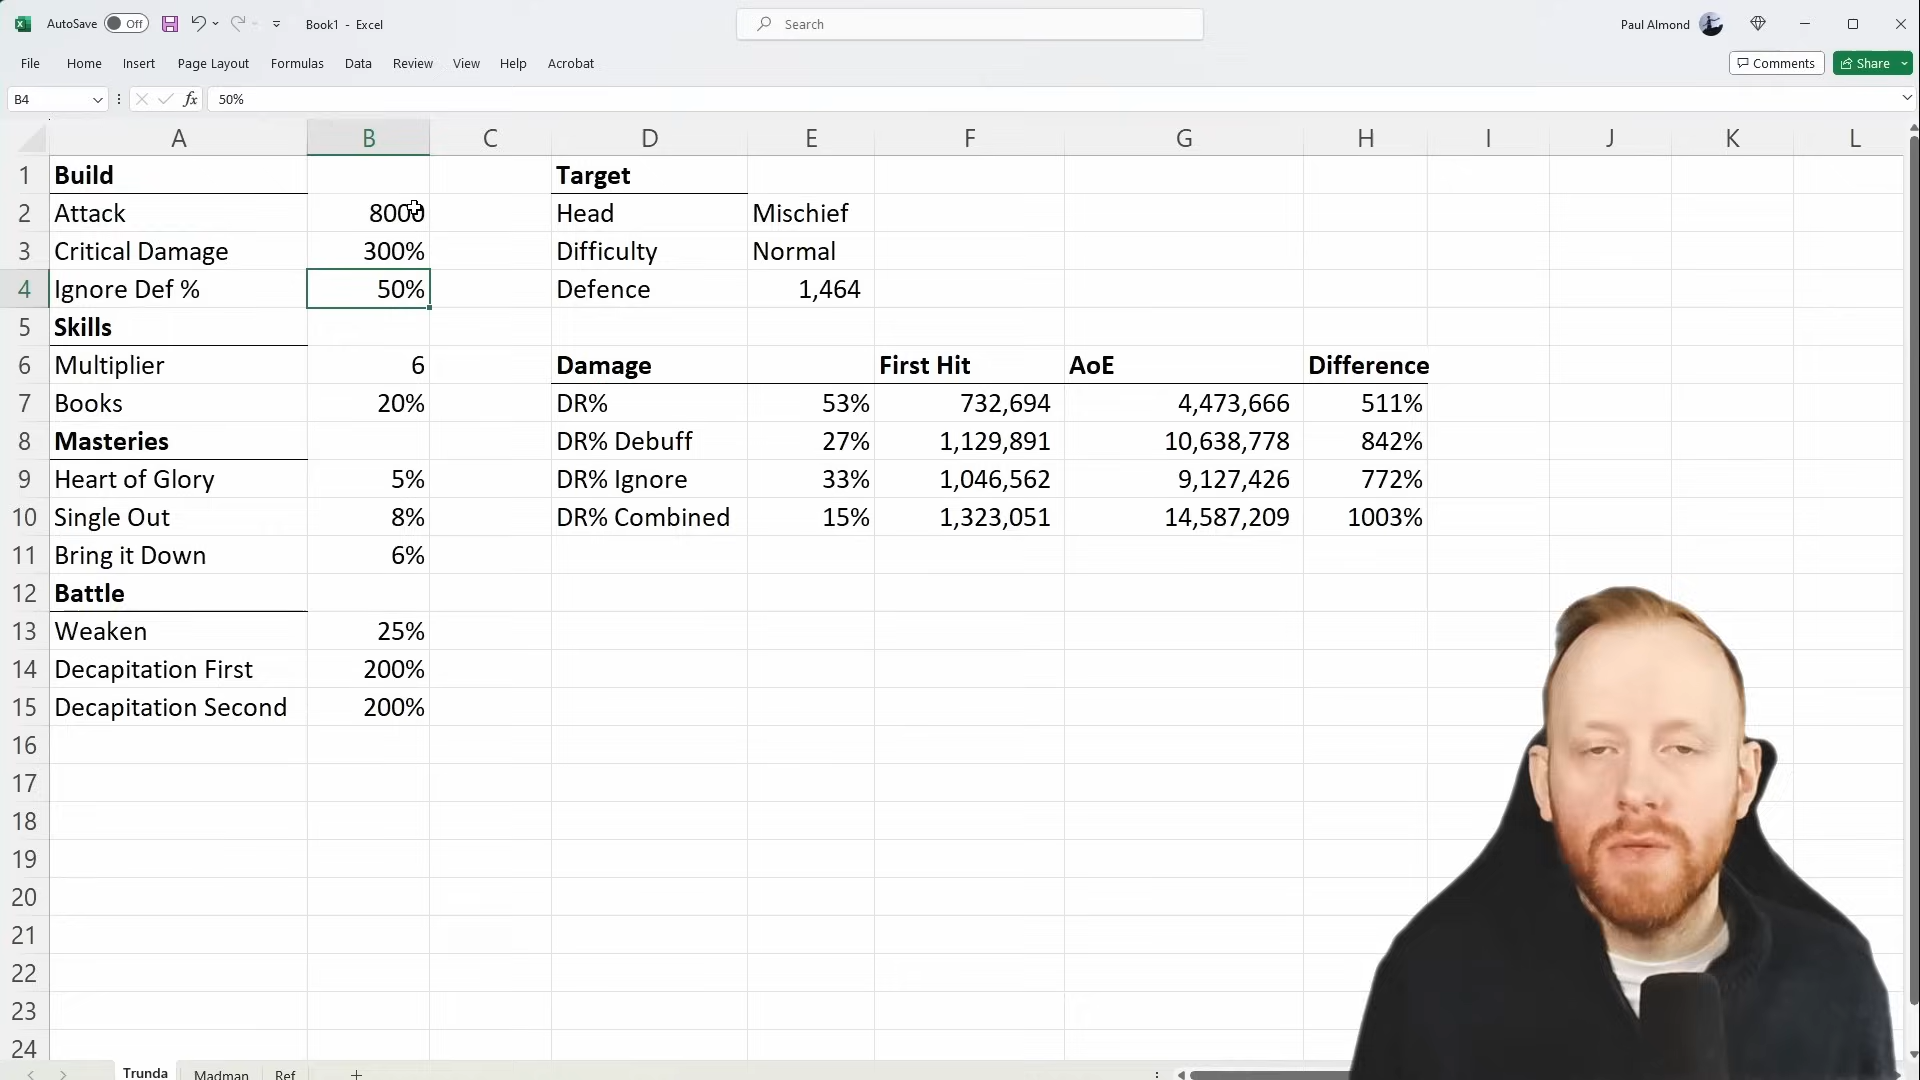 AutoSave Off Book1 - Excel Search Paul Almond
File Home Insert Page Layout Formulas Data Review View Help Acrobat Comments Share
B4 fx 50%
A B C D E F G H I J K L
1 Build Target
2 Attack 8000 Head Mischief
3 Critical Damage 300% Difficulty Normal
4 Ignore Def % 50% Defence 1,464
5 Skills
6 Multiplier 6 Damage First Hit AoE Difference
7 Books 20% DR% 53% 732,694 4,473,666 511%
8 Masteries DR% Debuff 27% 1,129,891 10,638,778 842%
9 Heart of Glory 5% DR% Ignore 33% 1,046,562 9,127,426 772%
10 Single Out 8% DR% Combined 15% 1,323,051 14,587,209 1003%
11 Bring it Down 6%
12 Battle
13 Weaken 25%
14 Decapitation First 200%
15 Decapitation Second 200%
16
17
18
19
20
21
22
23
24
Trunda Madman Ref